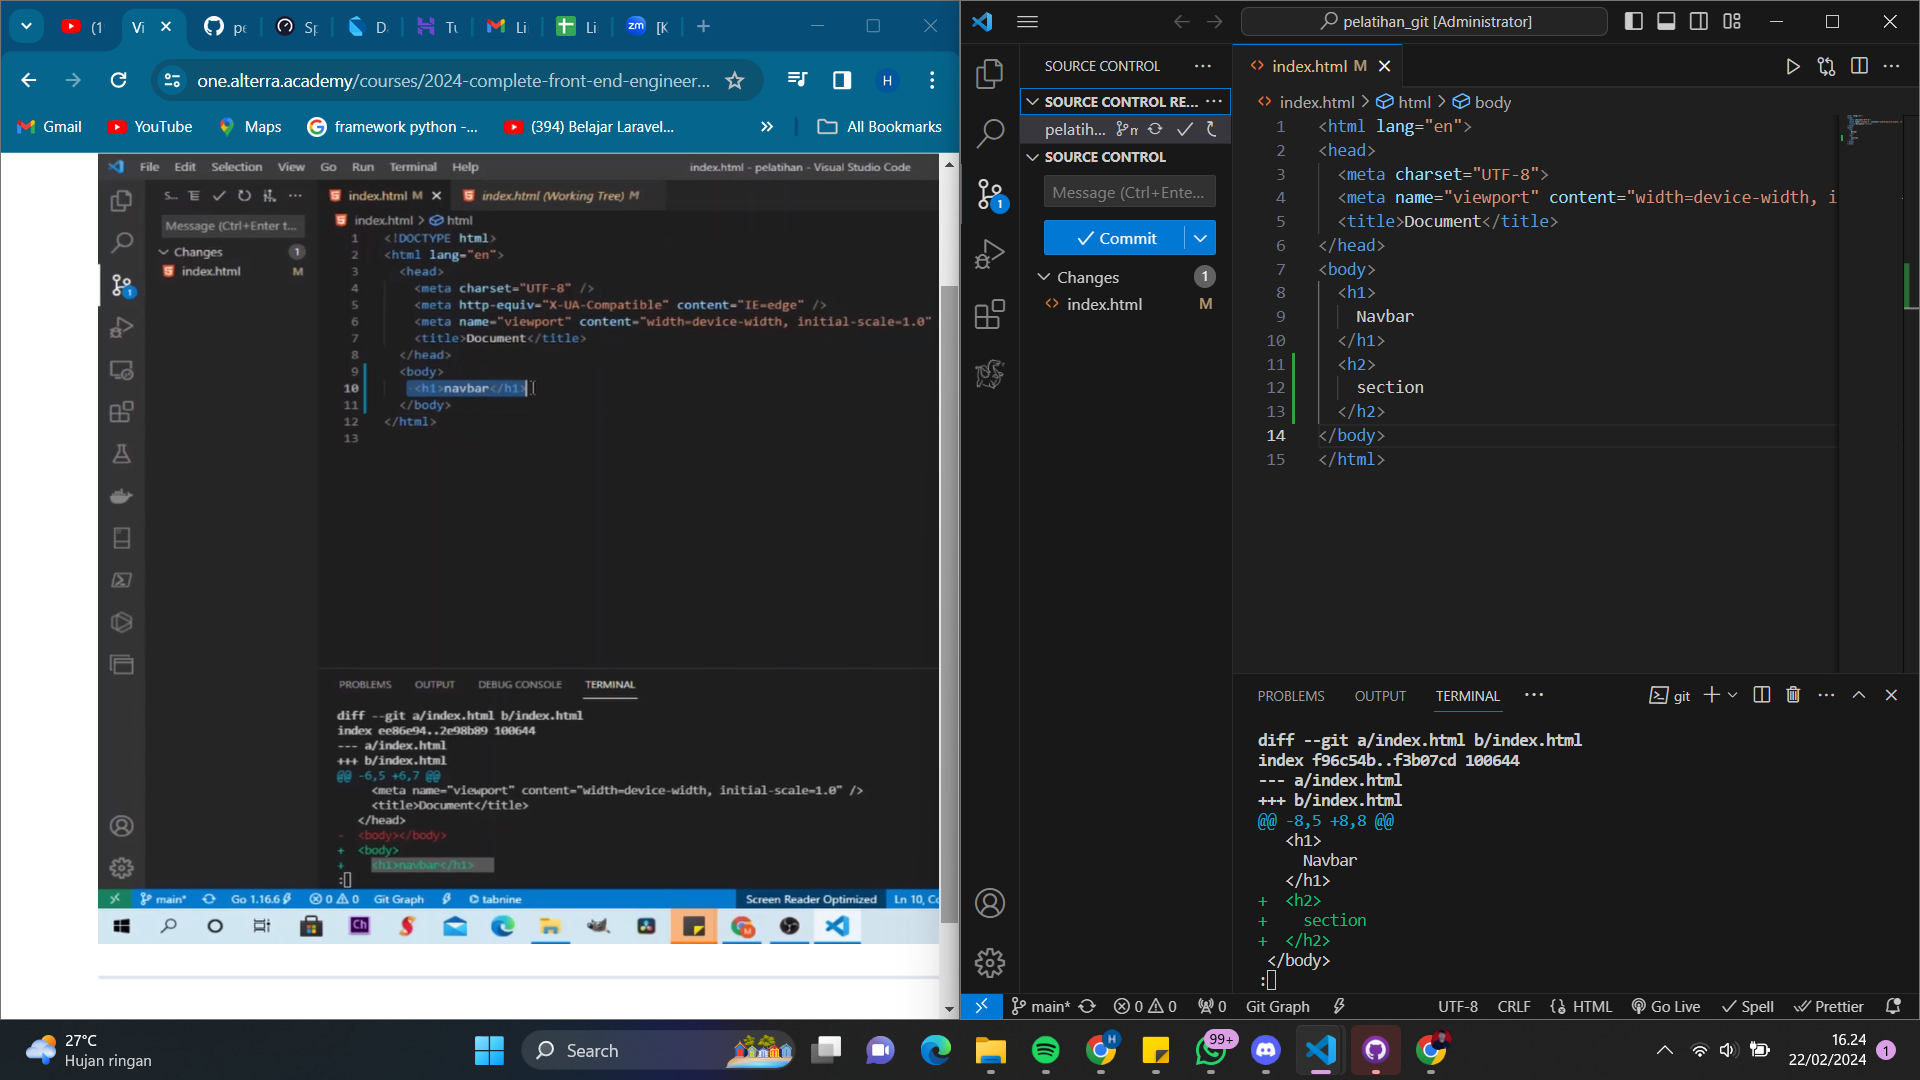 (1
Vi
pe
Sp
D
Tu
Li
Li
zm
[K
one.alterra.academy/courses/2024-complete-front-end-engineer...
H
Gmail
YouTube
Maps
framework python -...
(394) Belajar Laravel...
All Bookmarks
File Edit Selection View Go Run Terminal Help
index.html - pelatihan - Visual Studio Code
S...
index.html M
index.html (Working Tree) M
Message (Ctrl+Enter t...
index.html > html
Changes 1
index.html M
1
1 <!DOCTYPE html>
2 <html lang="en">
3 <head>
4 <meta charset="UTF-8" />
5 <meta http-equiv="X-UA-Compatible" content="IE=edge" />
6 <meta name="viewport" content="width=device-width, initial-scale=1.0"
7 <title>Document</title>
8 </head>
9 <body>
10 <h1>navbar</h1>
11 </body>
12 </html>
13
PROBLEMS OUTPUT DEBUG CONSOLE TERMINAL
diff --git a/index.html b/index.html
index ee86e94..2e98b89 100644
--- a/index.html
+++ b/index.html
@@ -6,5 +6,7 @@
<meta name="viewport" content="width=device-width, initial-scale=1.0" />
<title>Document</title>
</head>
- <body></body>
+ <body>
+ <h1>navbar</h1>
:
main* Go 1.16.6 0 0 Git Graph tabnine Screen Reader Optimized Ln 10, Co
Ch
pelatihan_git [Administrator]
SOURCE CONTROL
SOURCE CONTROL RE...
pelatih... m
SOURCE CONTROL
Message (Ctrl+Ente...
Commit
Changes 1
index.html M
1
index.html M
index.html > html > body
1 <html lang="en">
2 <head>
3 <meta charset="UTF-8">
4 <meta name="viewport" content="width=device-width, i
5 <title>Document</title>
6 </head>
7 <body>
8 <h1>
9 Navbar
10 </h1>
11 <h2>
12 section
13 </h2>
14 </body>
15 </html>
PROBLEMS OUTPUT TERMINAL
git
diff --git a/index.html b/index.html
index f96c54b..f3b07cd 100644
--- a/index.html
+++ b/index.html
@@ -8,5 +8,8 @@
<h1>
Navbar
</h1>
+ <h2>
+ section
+ </h2>
</body>
:
main* 0 0 0 Git Graph UTF-8 CRLF HTML Go Live Spell Prettier
27°C
Hujan ringan
Search
H
99+
16.24
22/02/2024
1